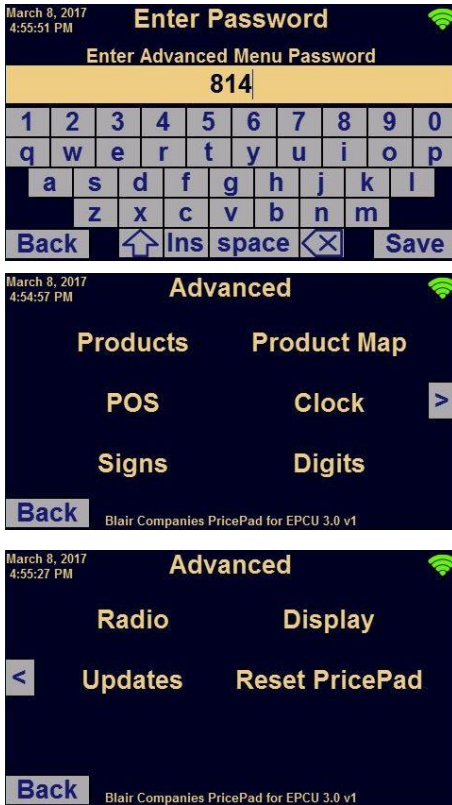 March 8, 2017
4:55:51 PM
Enter Password
Enter Advanced Menu Password
814
1 2 3 4 5 6 7 8 9 0
q w e r t y u i o p
a s d f g h j k l
z x c v b n m
Back Ins space Save
March 8, 2017
4:54:57 PM
Advanced
Products Product Map
POS Clock >
Signs Digits
Back Blair Companies PricePad for EPCU 3.0 v1
March 8, 2017
4:55:27 PM
Advanced
Radio Display
< Updates Reset PricePad
Back Blair Companies PricePad for EPCU 3.0 v1